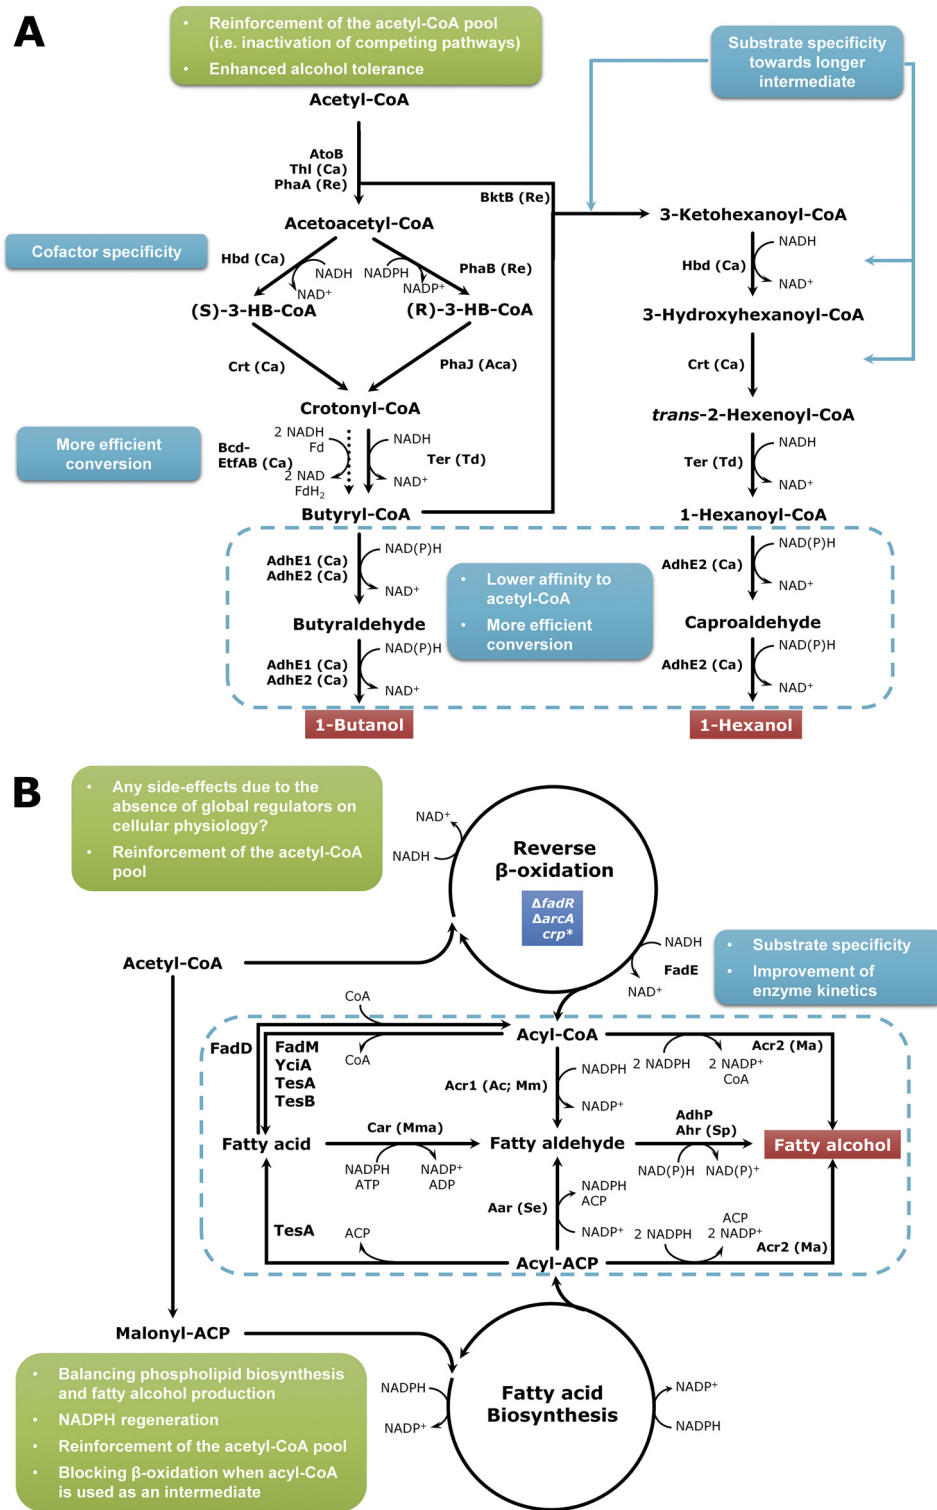 A
• Reinforcement of the acetyl-CoA pool
(i.e. inactivation of competing pathways)
• Enhanced alcohol tolerance
Substrate specificity
towards longer
intermediate
Acetyl-CoA
AtoB
Thl (Ca)
PhaA (Re)
BktB (Re)
Acetoacetyl-CoA
3-Ketohexanoyl-CoA
Cofactor specificity
Hbd (Ca)
NADH
NAD+
NADPH
NADP+
PhaB (Re)
Hbd (Ca)
NADH
NAD+
(S)-3-HB-CoA
(R)-3-HB-CoA
3-Hydroxyhexanoyl-CoA
Crt (Ca)
PhaJ (Aca)
Crt (Ca)
Crotonyl-CoA
trans-2-Hexenoyl-CoA
More efficient
conversion
Bcd-
EtfAB (Ca)
2 NADH
Fd
2 NAD
FdH2
NADH
Ter (Td)
NAD+
NADH
Ter (Td)
NAD+
Butyryl-CoA
1-Hexanoyl-CoA
AdhE1 (Ca)
AdhE2 (Ca)
NAD(P)H
NAD+
• Lower affinity to
acetyl-CoA
• More efficient
conversion
AdhE2 (Ca)
NAD(P)H
NAD+
Butyraldehyde
Caproaldehyde
AdhE1 (Ca)
AdhE2 (Ca)
NAD(P)H
NAD+
AdhE2 (Ca)
NAD(P)H
NAD+
1-Butanol
1-Hexanol
B
• Any side-effects due to the
absence of global regulators on
cellular physiology?
• Reinforcement of the acetyl-CoA
pool
NAD+
NADH
Reverse
β-oxidation
ΔfadR
ΔarcA
crp*
NADH
FadE
NAD+
• Substrate specificity
• Improvement of
enzyme kinetics
Acetyl-CoA
CoA
Acyl-CoA
FadD
FadM
YciA
TesA
TesB
CoA
2 NADPH
2 NADP+
CoA
Acr2 (Ma)
Acr1 (Ac; Mm)
NADPH
NADP+
Fatty acid
Car (Mma)
NADPH
ATP
NADP+
ADP
Fatty aldehyde
AdhP
Ahr (Sp)
NAD(P)H
NAD(P)+
Fatty alcohol
Aar (Se)
NADPH
ACP
NADP+
TesA
ACP
2 NADPH
ACP
2 NADP+
Acr2 (Ma)
Acyl-ACP
Malonyl-ACP
• Balancing phospholipid biosynthesis
and fatty alcohol production
• NADPH regeneration
• Reinforcement of the acetyl-CoA pool
• Blocking β-oxidation when acyl-CoA
is used as an intermediate
NADPH
NADP+
Fatty acid
Biosynthesis
NADP+
NADPH